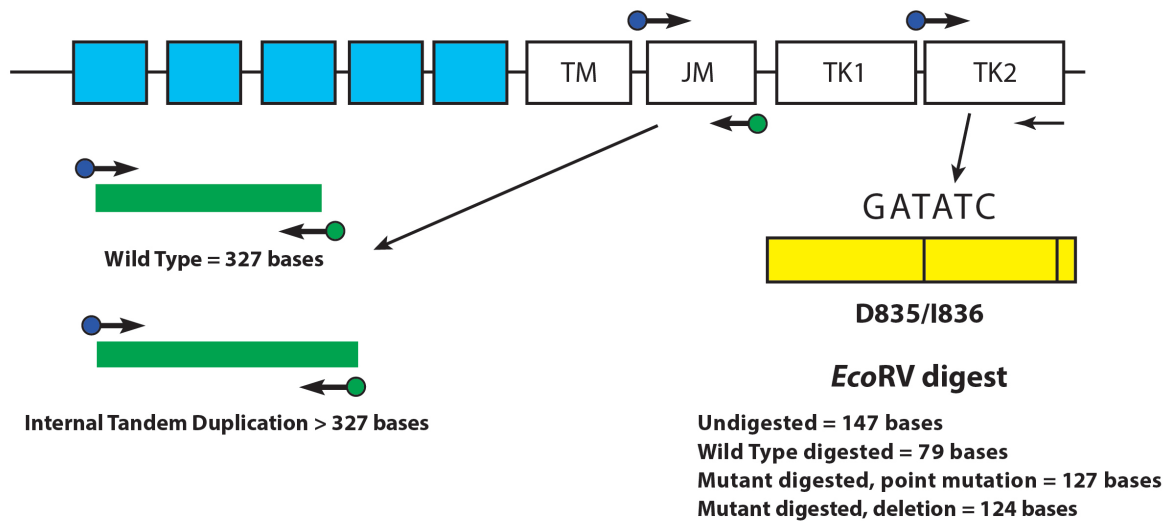 TM JM TK1 TK2
GATATC
Wild Type = 327 bases
D835/I836
EcoRV digest
Internal Tandem Duplication > 327 bases
Undigested = 147 bases
Wild Type digested = 79 bases
Mutant digested, point mutation = 127 bases
Mutant digested, deletion = 124 bases